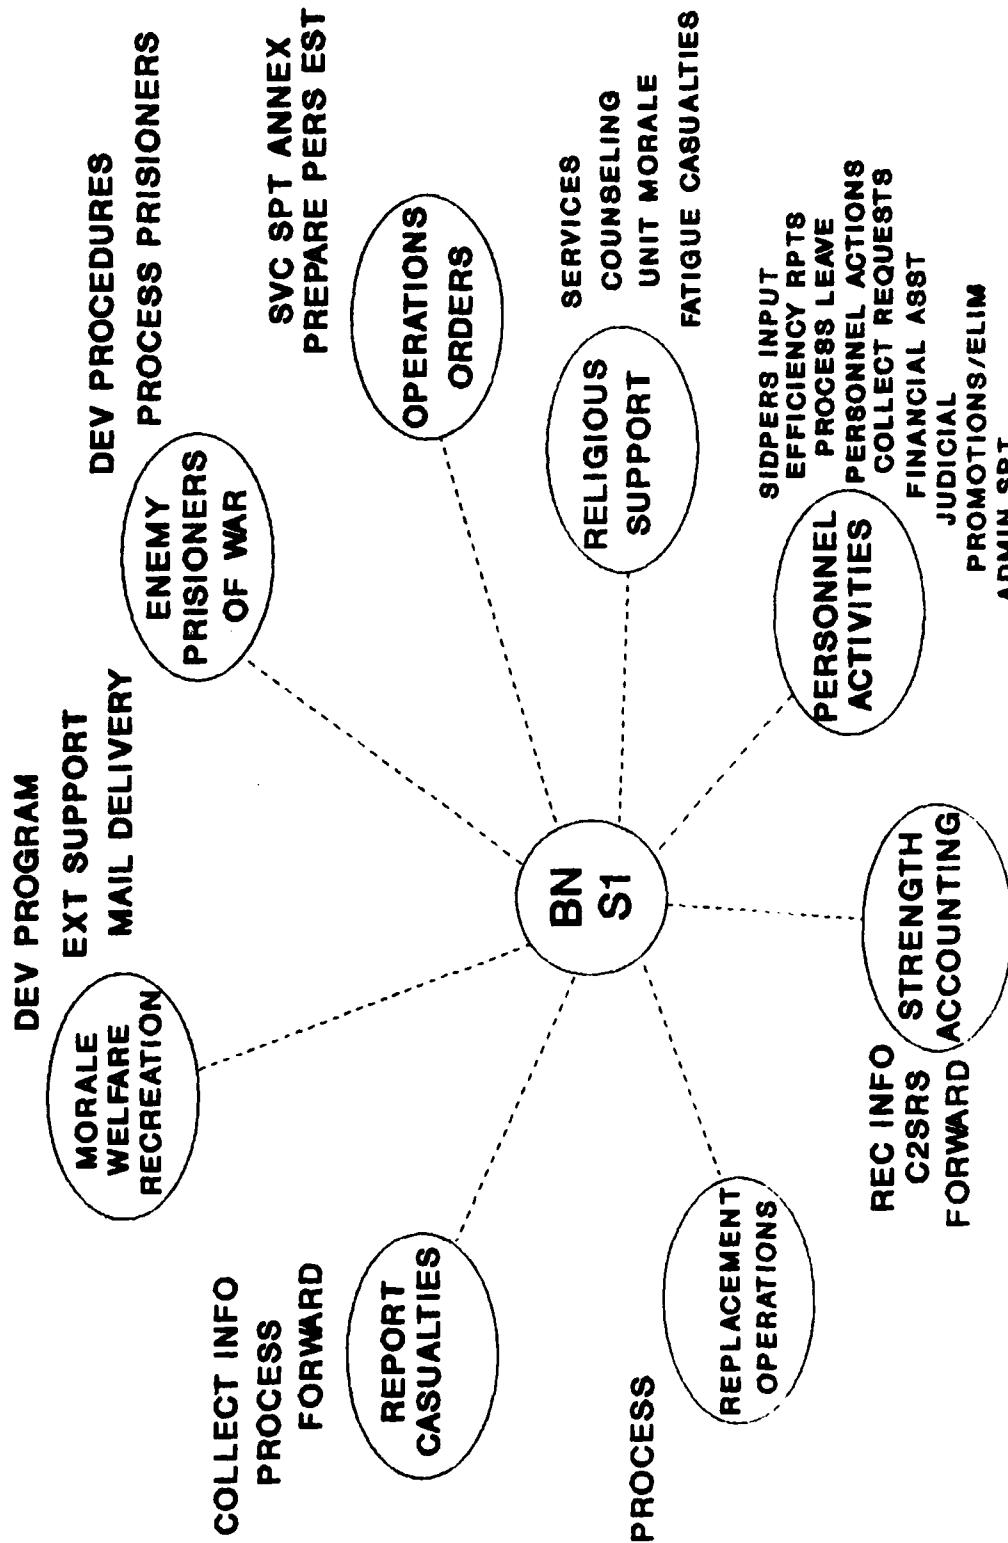 DEV PROGRAM
EXT SUPPORT
MAIL DELIVERY
MORALE
WELFARE
RECREATION
DEV PROCEDURES
PROCESS PRISIONERS
ENEMY
PRISIONERS
OF WAR
COLLECT INFO
PROCESS
FORWARD
REPORT
CASUALTIES
SVC SPT ANNEX
PREPARE PERS EST
OPERATIONS
ORDERS
BN
S1
SERVICES
COUNSELING
UNIT MORALE
FATIGUE CASUALTIES
RELIGIOUS
SUPPORT
PROCESS
REPLACEMENT
OPERATIONS
SIDPERS INPUT
EFFICIENCY RPTS
PROCESS LEAVE
PERSONNEL ACTIONS
COLLECT REQUESTS
FINANCIAL ASST
JUDICIAL
PROMOTIONS/ELIM
ADMIN SPT
PERSONNEL
ACTIVITIES
REC INFO
C2SRS
FORWARD
STRENGTH
ACCOUNTING